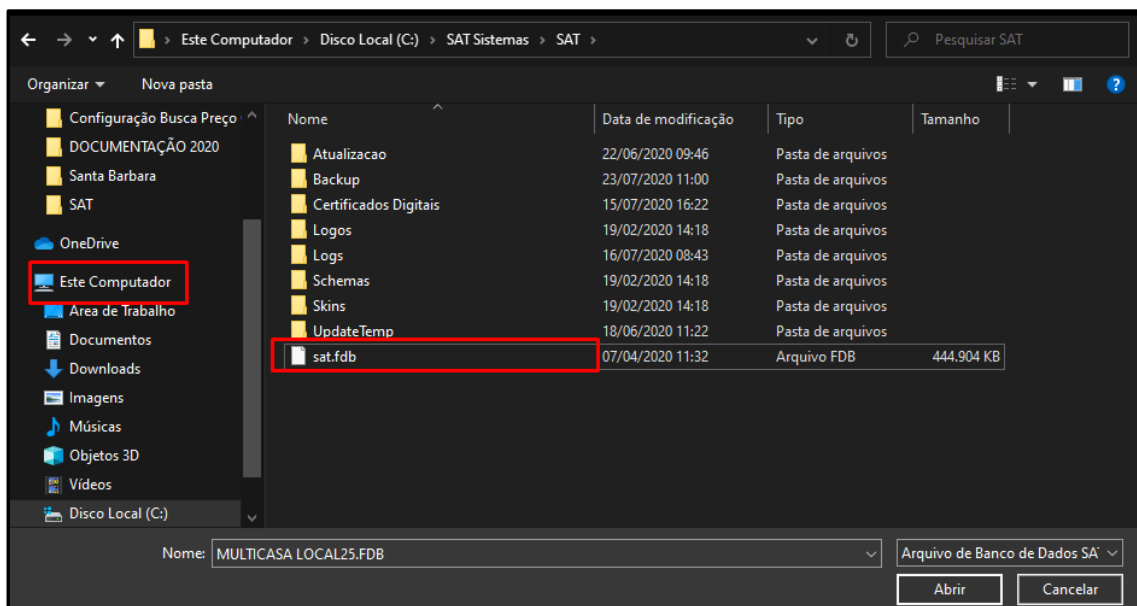 Este Computador › Disco Local (C:) › SAT Sistemas › SAT ›
Pesquisar SAT
Organizar
Nova pasta
Configuração Busca Preço
DOCUMENTAÇÃO 2020
Santa Barbara
SAT
OneDrive
Este Computador
Área de Trabalho
Documentos
Downloads
Imagens
Músicas
Objetos 3D
Vídeos
Disco Local (C:)
Nome Data de modificação Tipo Tamanho
Atualizacao 22/06/2020 09:46 Pasta de arquivos
Backup 23/07/2020 11:00 Pasta de arquivos
Certificados Digitais 15/07/2020 16:22 Pasta de arquivos
Logos 19/02/2020 14:18 Pasta de arquivos
Logs 16/07/2020 08:43 Pasta de arquivos
Schemas 19/02/2020 14:18 Pasta de arquivos
Skins 19/02/2020 14:18 Pasta de arquivos
UpdateTemp 18/06/2020 11:22 Pasta de arquivos
sat.fdb 07/04/2020 11:32 Arquivo FDB 444.904 KB
Nome: MULTICASA LOCAL25.FDB
Arquivo de Banco de Dados SAT
Abrir
Cancelar